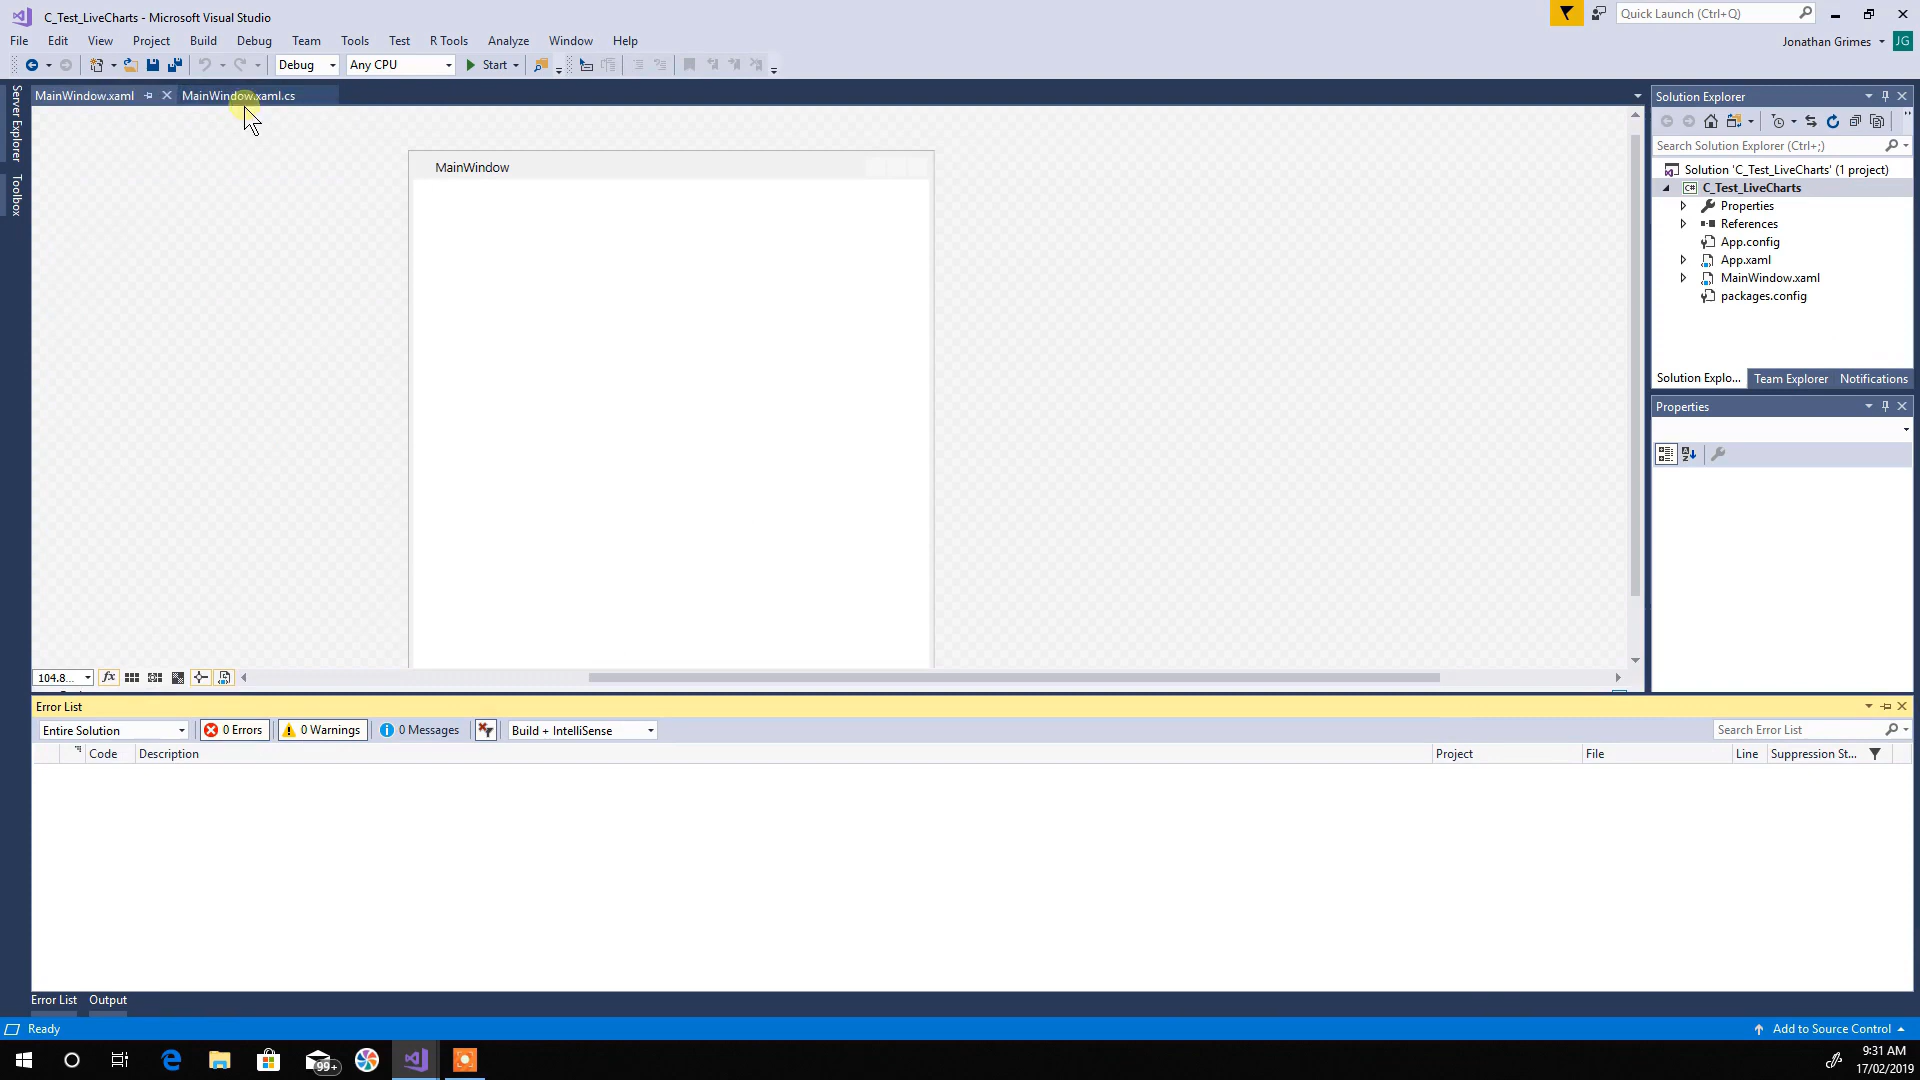 C_Test_LiveCharts - Microsoft Visual Studio
Quick Launch (Ctrl+Q)
File Edit View Project Build Debug Team Tools Test R Tools Analyze Window Help
Jonathan Grimes JG
Debug Any CPU Start
MainWindow.xaml MainWindow.xaml.cs
Server Explorer
Toolbox
MainWindow
Solution Explorer
Search Solution Explorer (Ctrl+;)
Solution 'C_Test_LiveCharts' (1 project)
C# C_Test_LiveCharts
Properties
References
App.config
App.xaml
MainWindow.xaml
packages.config
Solution Explo... Team Explorer Notifications
Properties
104.8... fx
Error List
Entire Solution 0 Errors 0 Warnings 0 Messages Build + IntelliSense
Search Error List
Code Description Project File Line Suppression St...
Error List Output
Ready
Add to Source Control
99+
9:31 AM
17/02/2019